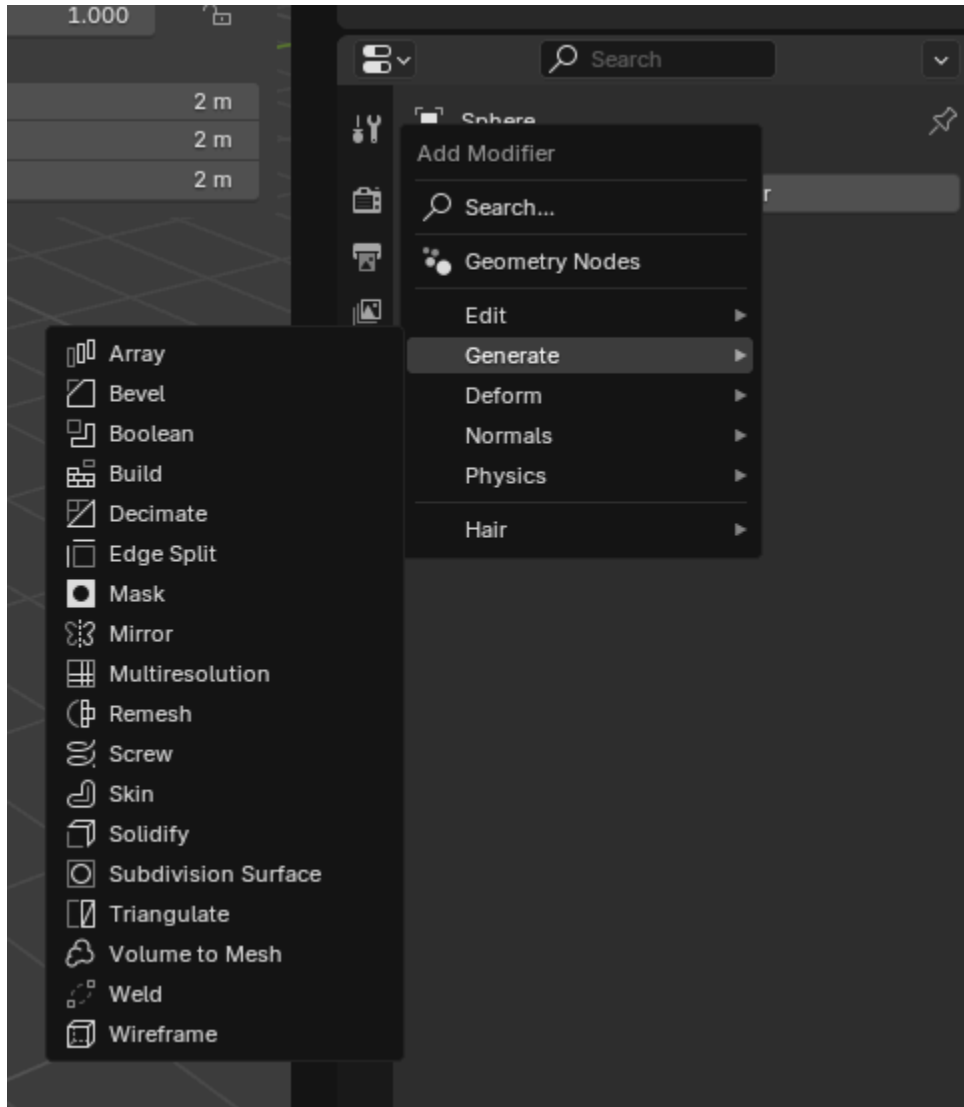 1.000
Search
2 m
2 m
2 m
Sphere
Add Modifier
r
Search...
Geometry Nodes
Edit
Generate
Deform
Normals
Physics
Hair
Array
Bevel
Boolean
Build
Decimate
Edge Split
Mask
Mirror
Multiresolution
Remesh
Screw
Skin
Solidify
Subdivision Surface
Triangulate
Volume to Mesh
Weld
Wireframe